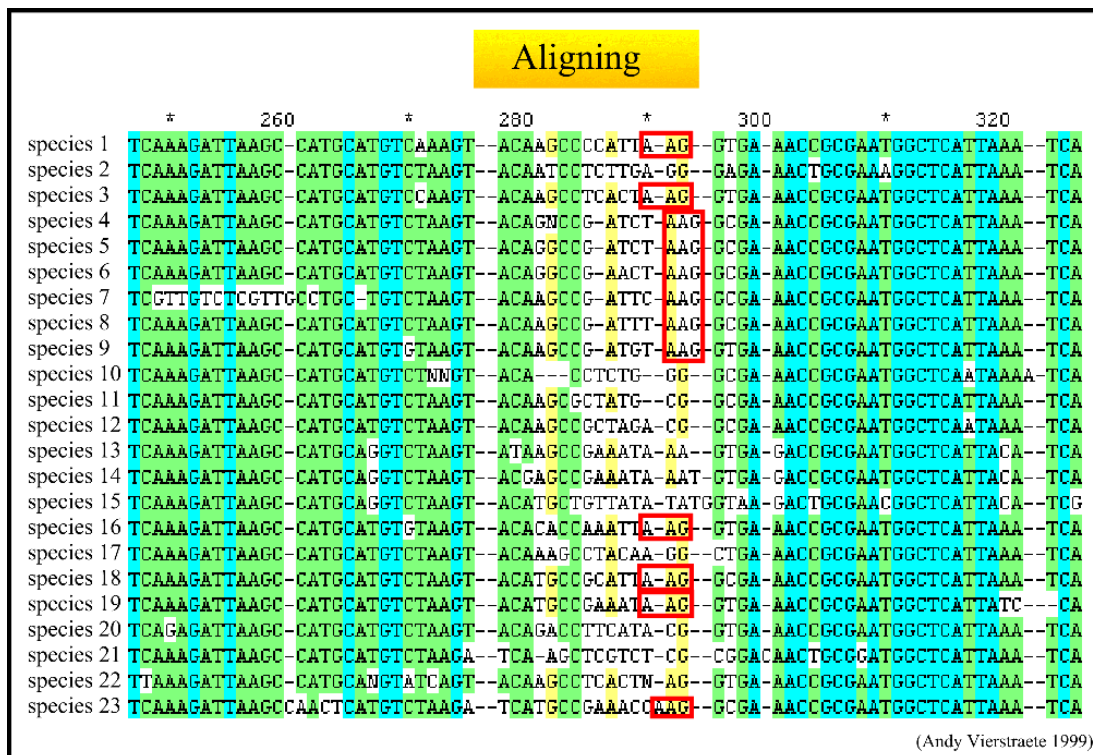 Aligning
* 260 * 280 * 300 * 320
species 1 TCAAAGATTAAGC-CATGCATGTCAAAGT--ACAAGCCCCATTA-AG--GTGA-AACCGCGAATGGCTCATTAAA--TCA
species 2 TCAAAGATTAAGC-CATGCATGTCTAAGT--ACAATCCTCTTGA-GG--GAGA-AACTGCGAAAGGCTCATTAAA--TCA
species 3 TCAAAGATTAAGC-CATGCATGTCCAAGT--ACAAGCCTCACTA-AG--GTGA-AACCGCGAATGGCTCATTAAA--TCA
species 4 TCAAAGATTAAGC-CATGCATGTCTAAGT--ACAGNCCG-ATCT-AAG-GCGA-AACCGCGAATGGCTCATTAAA--TCA
species 5 TCAAAGATTAAGC-CATGCATGTCTAAGT--ACAGGCCG-ATCT-AAG-GCGA-AACCGCGAATGGCTCATTAAA--TCA
species 6 TCAAAGATTAAGC-CATGCATGTCTAAGT--ACAGGCCG-AACT-AAG-GCGA-AACCGCGAATGGCTCATTAAA--TCA
species 7 TCGTTGTCTCGTTGCCTGC-TGTCTAAGT--ACAAGCCG-ATTC-AAG-GCGA-AACCGCGAATGGCTCATTAAA--TCA
species 8 TCAAAGATTAAGC-CATGCATGTCTAAGT--ACAAGCCG-ATTT-AAG-GCGA-AACCGCGAATGGCTCATTAAA--TCA
species 9 TCAAAGATTAAGC-CATGCATGTGTAAGT--ACAAGCCG-ATGT-AAG-GTGA-AACCGCGAATGGCTCATTAAA--TCA
species 10 TCAAAGATTAAGC-CATGCATGTCTNNGT--ACA---CCTCTG--GG--GCGA-AACCGCGAATGGCTCAATAAAA-TCA
species 11 TCAAAGATTAAGC-CATGCATGTCTAAGT--ACAAGCGCTATG--CG--GCGA-AACCGCGAATGGCTCATTAAA--TCA
species 12 TCAAAGATTAAGC-CATGCATGTCTAAGT--ACAAGCCGCTAGA-CG--GCGA-AACCGCGAATGGCTCAATAAA--TCA
species 13 TCAAAGATTAAGC-CATGCAGGTCTAAGT--ATAAGCCGAAATA-AA--GTGA-GACCGCGAATGGCTCATTACA--TCA
species 14 TCAAAGATTAAGC-CATGCAGGTCTAAGT--ACGAGCCGAAATA-AAT-GTGA-GACCGCGAATGGCTCATTACA--TCA
species 15 TCAAAGATTAAGC-CATGCAGGTCTAAGT--ACATGCTGTTATA-TATGGTAA-GACTGCGAACGGCTCATTACA--TCG
species 16 TCAAAGATTAAGC-CATGCATGTGTAAGT--ACACACCAAATTA-AG--GTGA-AACCGCGAATGGCTCATTAAA--TCA
species 17 TCAAAGATTAAGC-CATGCATGTCTAAGT--ACAAAGCCTACAA-GG--CTGA-AACCGCGAATGGCTCATTAAA--TCA
species 18 TCAAAGATTAAGC-CATGCATGTCTAAGT--ACATGCCGCATTA-AG--GCGA-AACCGCGAATGGCTCATTAAA--TCA
species 19 TCAAAGATTAAGC-CATGCATGTCTAAGT--ACATGCCGAAATA-AG--GTGA-AACCGCGAATGGCTCATTATC---CA
species 20 TCAGAGATTAAGC-CATGCATGTCTAAGT--ACAGACCTTCATA-CG--GTGA-AACCGCGAATGGCTCATTAAA--TCA
species 21 TCAAAGATTAAGC-CATGCATGTCTAAGA--TCA-AGCTCGTCT-CG--CGGACAACTGCGGATGGCTCATTAAA--TCA
species 22 TTAAAGATTAAGC-CATGCANGTATCAGT--ACAAGCCTCACTN-AG--GTGA-AACCGCGAATGGCTCATTAAA--TCA
species 23 TCAAAGATTAAGCCAACTCATGTCTAAGA--TCATGCCGAAACCAAG--GCGA-AACCGCGAATGGCTCATTAAA--TCA
(Andy Vierstraete 1999)